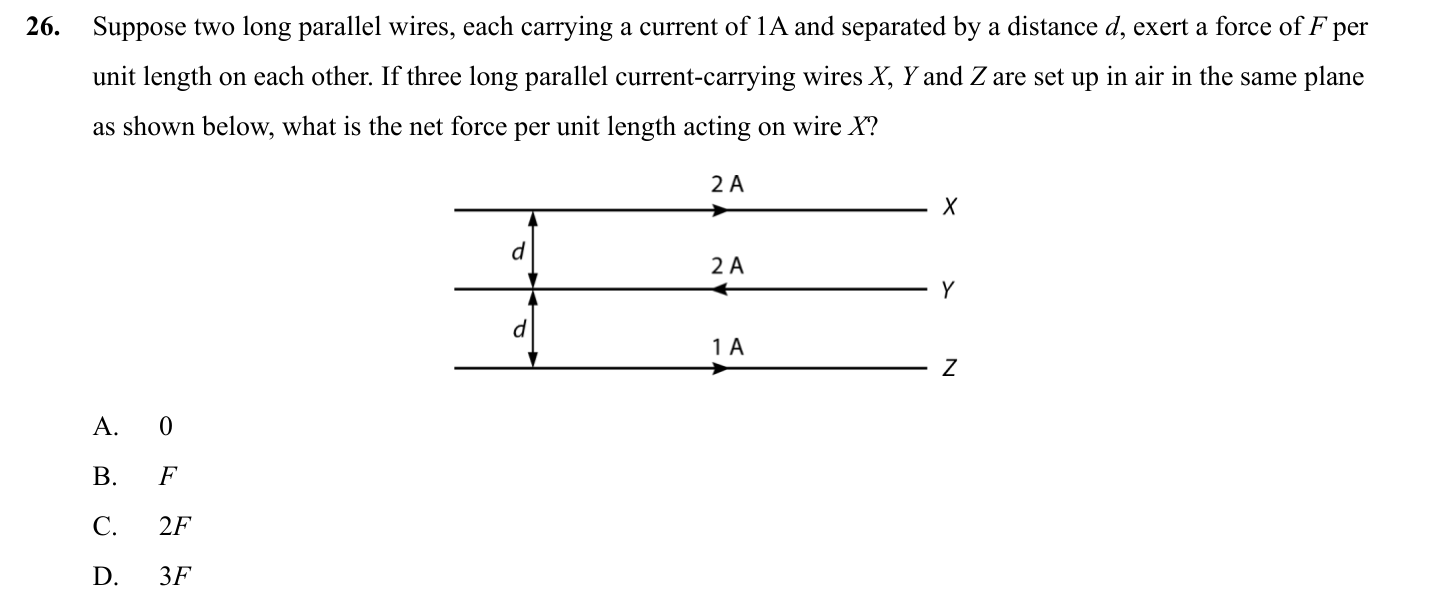 26. Suppose two long parallel wires, each carrying a current of 1A and separated by a distance d, exert a force of F per
unit length on each other. If three long parallel current-carrying wires X, Y and Z are set up in air in the same plane
as shown below, what is the net force per unit length acting on wire X?
2 A
X
d
2 A
Y
d
1 A
Z
A. 0
B. F
C. 2F
D. 3F